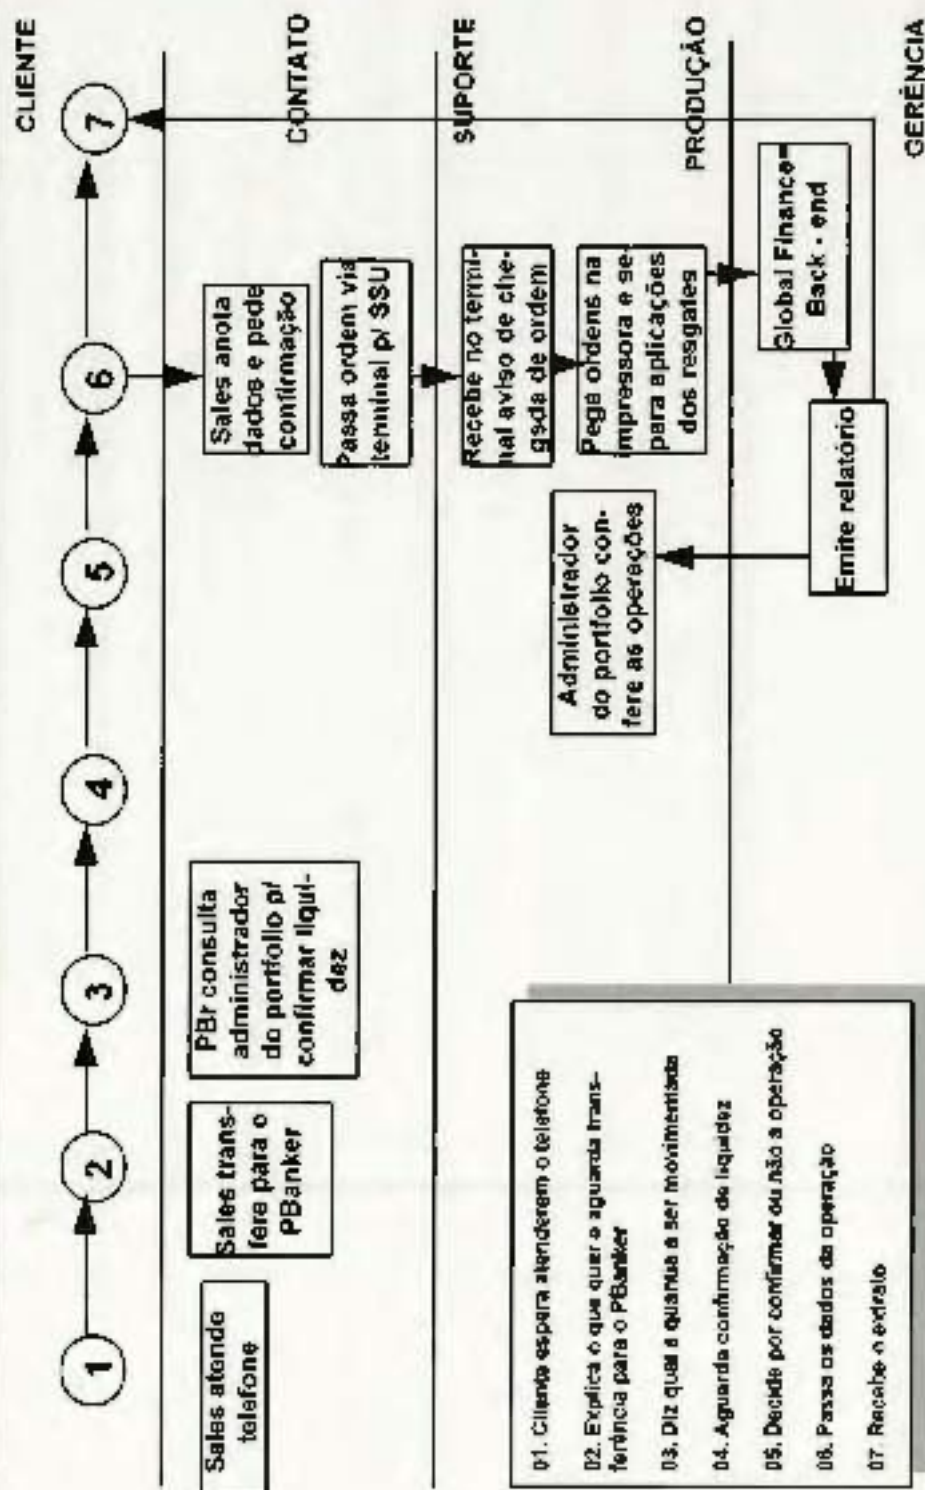 CLIENTE
1
2
3
4
5
6
7
CONTATO
Sales atende
telefone
Sales trans-
fere para o
PBanker
PBr consulta
administrador
do portfolio p/
confirmar liqui-
dez
Sales anota
dados e pede
confirmação
Passa ordem via
terminal p/ SSU
SUPORTE
Recebe no termi-
nal aviso de che-
gada de ordem
Pega ordens na
impressora e se-
para aplicações
dos resgates
Administrador
do portfolio con-
fere as operações
PRODUÇÃO
Global Finance-
Back - end
Emite relatório
GERÊNCIA
01. Cliente espera atenderem o telefone
02. Explica o que quer e aguarda trans-
ferência para o PBanker
03. Diz qual a quantia a ser movimentada
04. Aguarda confirmação de liquidez
05. Decide por confirmar ou não a operação
06. Passa os dados da operação
07. Recebe o extrato